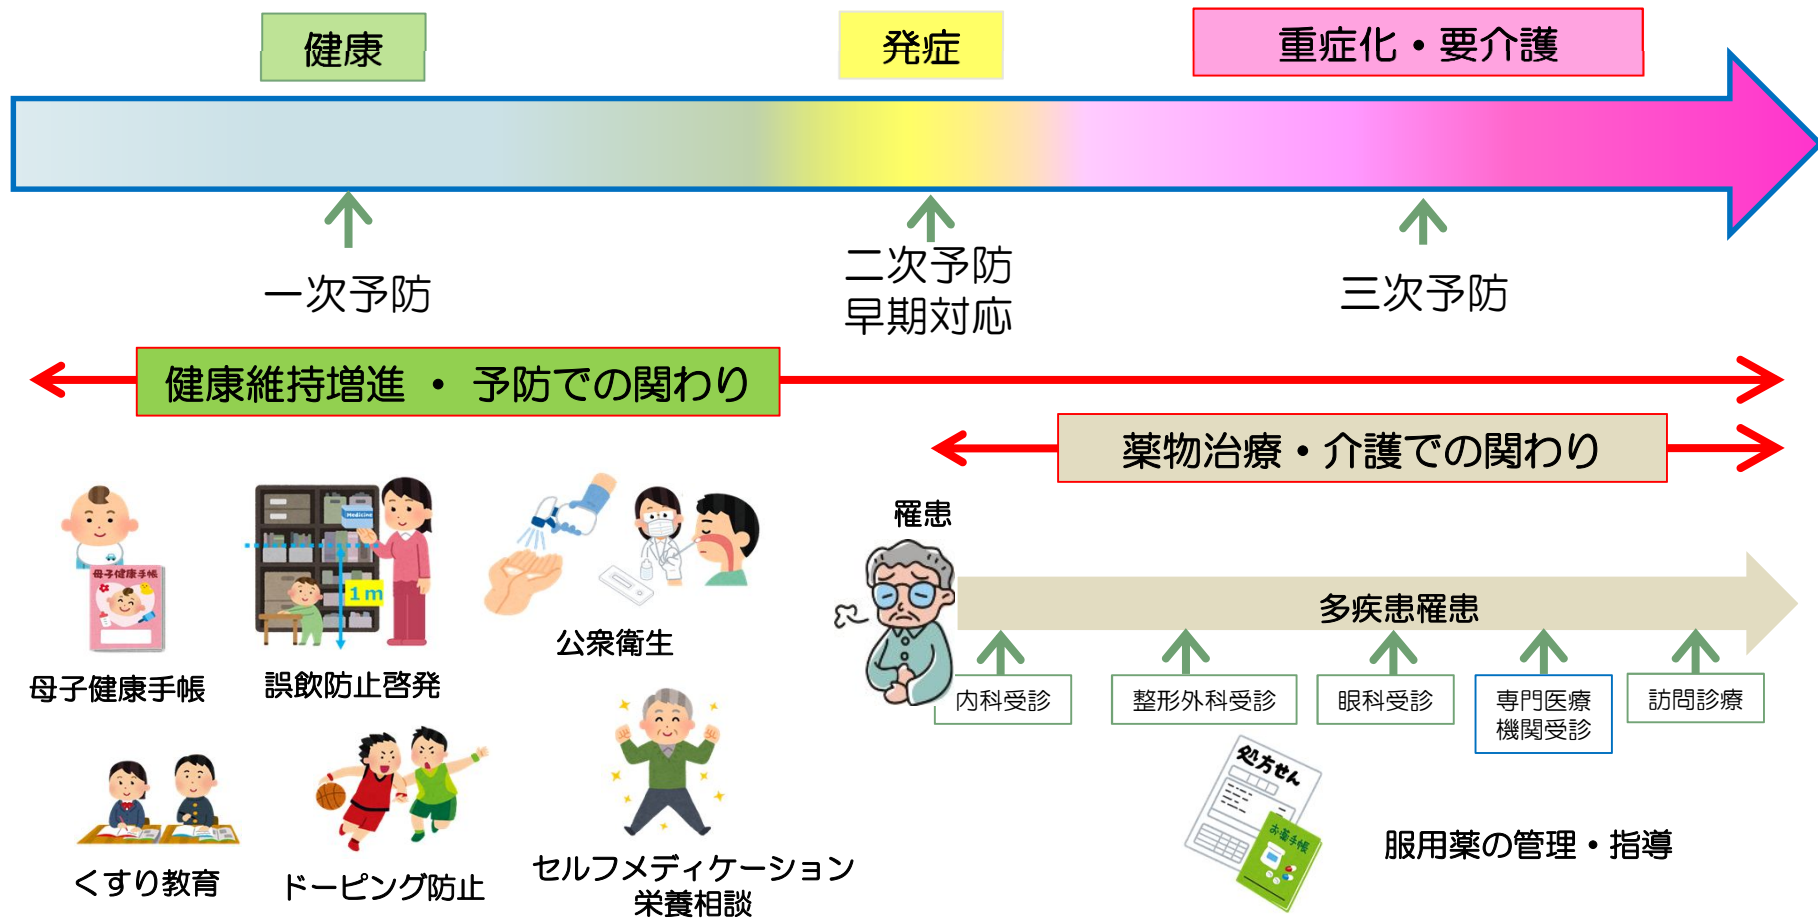 健康
発症
重症化・要介護
一次予防
二次予防
早期対応
三次予防
健康維持増進 ・ 予防での関わり
薬物治療・介護での関わり
母子健康手帳
母子健康手帳
Medicine
1m
誤飲防止啓発
公衆衛生
罹患
多疾患罹患
内科受診
整形外科受診
眼科受診
専門医療
機関受診
訪問診療
くすり教育
ドーピング防止
セルフメディケーション
栄養相談
処方せん
お薬手帳
服用薬の管理・指導